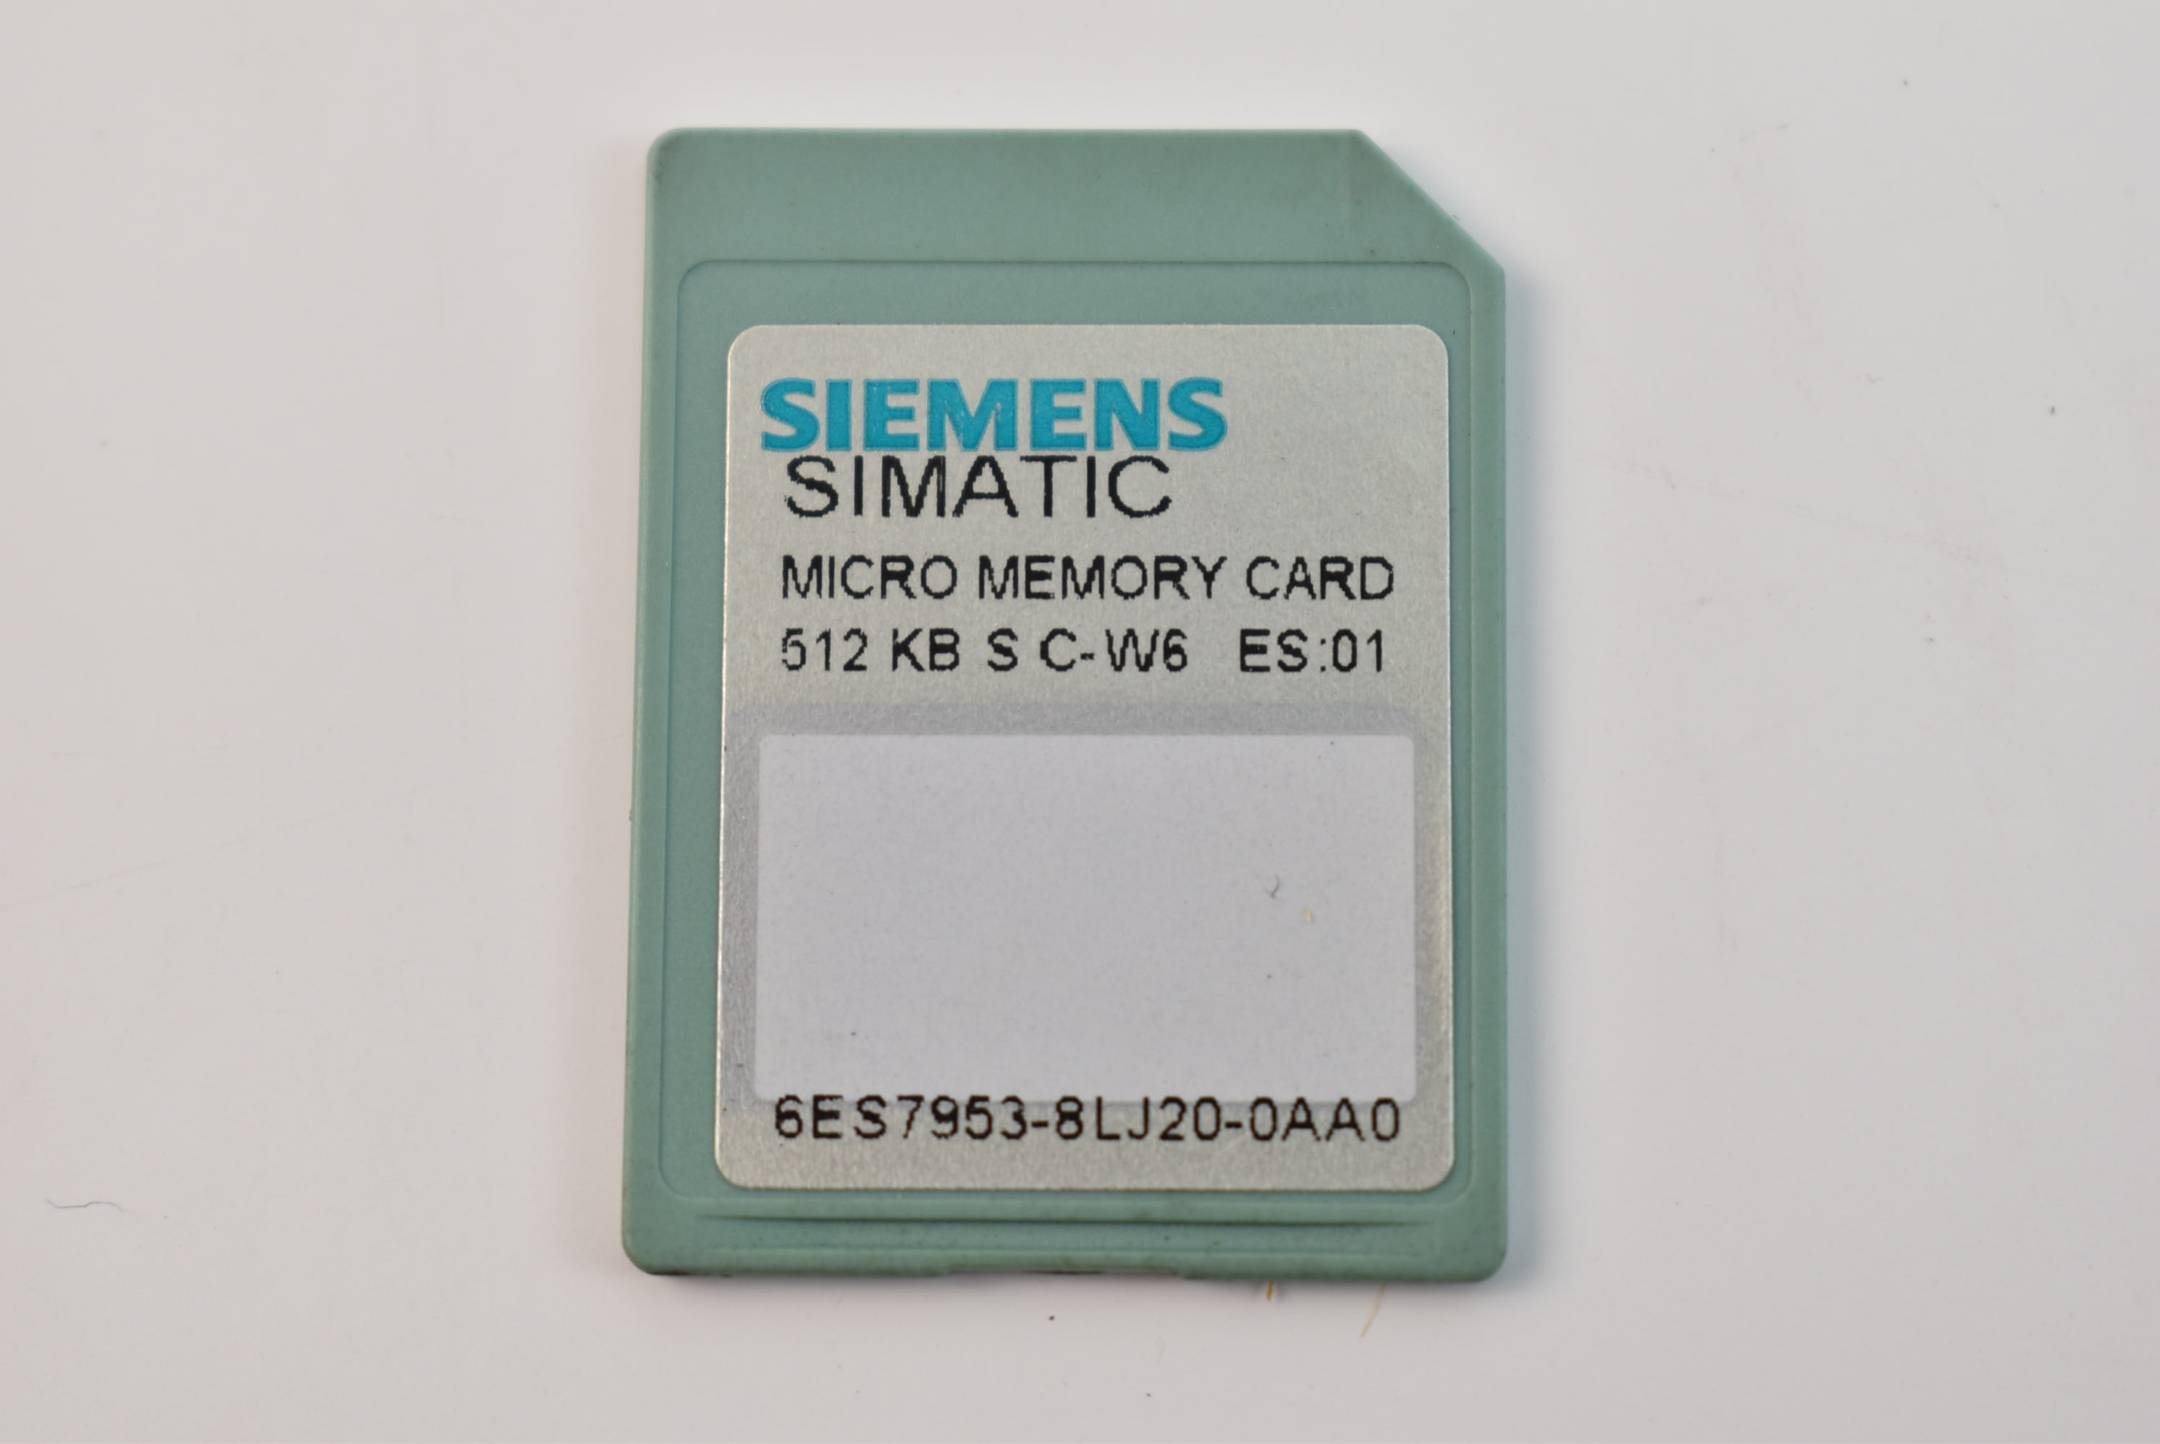 SIEMENS
SIMATIC
MICRO MEMORY CARD
512 KB S C-W6 ES:01
6ES7953-8LJ20-0AA0